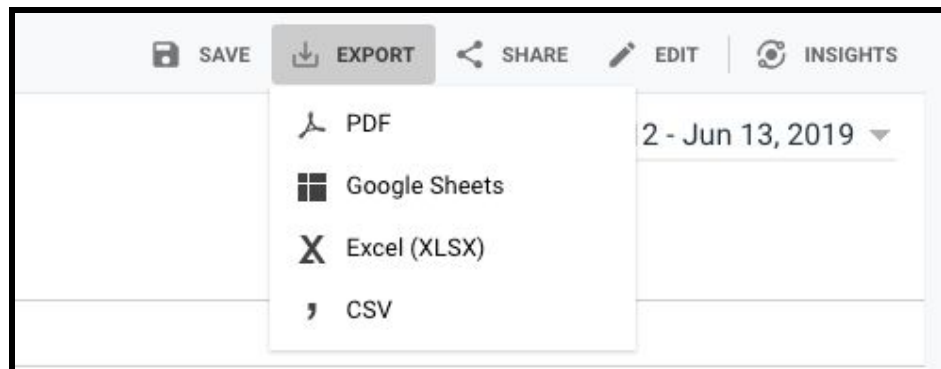 SAVE EXPORT SHARE EDIT INSIGHTS
PDF
2 - Jun 13, 2019
Google Sheets
Excel (XLSX)
CSV